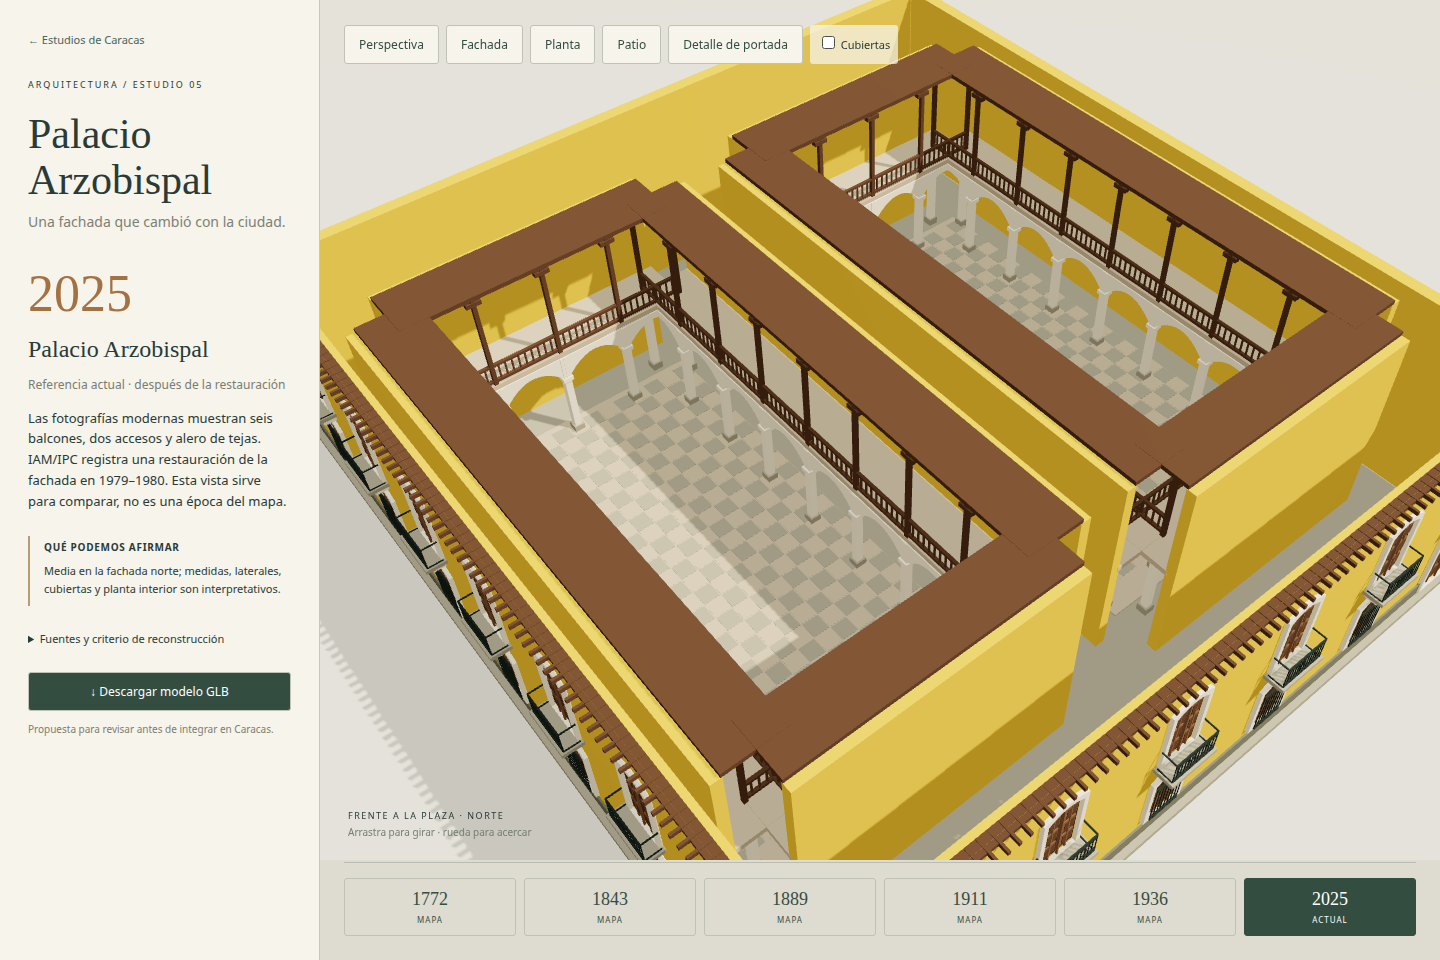 ← Estudios de Caracas
ARQUITECTURA / ESTUDIO 05
Palacio
Arzobispal
Una fachada que cambió con la ciudad.
2025
Palacio Arzobispal
Referencia actual · después de la restauración
Las fotografías modernas muestran seis
balcones, dos accesos y alero de tejas.
IAM/IPC registra una restauración de la
fachada en 1979–1980. Esta vista sirve
para comparar, no es una época del mapa.
QUÉ PODEMOS AFIRMAR
Media en la fachada norte; medidas, laterales,
cubiertas y planta interior son interpretativos.
▶ Fuentes y criterio de reconstrucción
↓ Descargar modelo GLB
Propuesta para revisar antes de integrar en Caracas.
Perspectiva
Fachada
Planta
Patio
Detalle de portada
Cubiertas
FRENTE A LA PLAZA · NORTE
Arrastra para girar · rueda para acercar
1772
MAPA
1843
MAPA
1889
MAPA
1911
MAPA
1936
MAPA
2025
ACTUAL